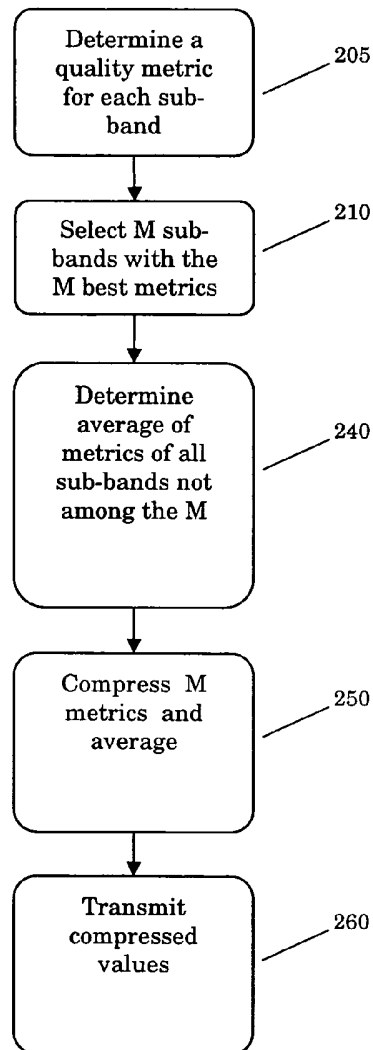 Determine a
quality metric
for each sub-
band
205
Select M sub-
bands with the
M best metrics
210
Determine
average of
metrics of all
sub-bands not
among the M
240
Compress M
metrics and
average
250
Transmit
compressed
values
260